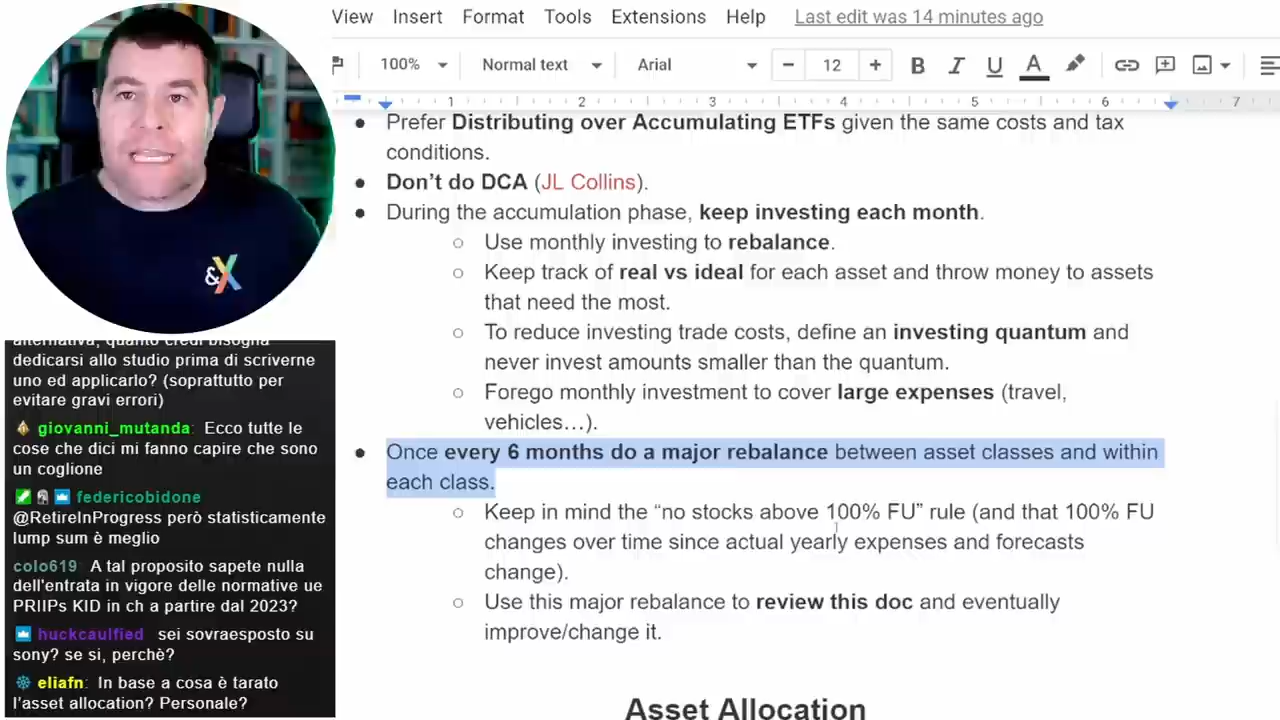 View Insert Format Tools Extensions Help Last edit was 14 minutes ago
100% Normal text Arial 12 B I U A
1 2 3 4 5 6 7
Prefer Distributing over Accumulating ETFs given the same costs and tax
conditions.
Don’t do DCA (JL Collins).
During the accumulation phase, keep investing each month.
Use monthly investing to rebalance.
Keep track of real vs ideal for each asset and throw money to assets
that need the most.
To reduce investing trade costs, define an investing quantum and
never invest amounts smaller than the quantum.
Forego monthly investment to cover large expenses (travel,
vehicles…).
Once every 6 months do a major rebalance between asset classes and within
each class.
Keep in mind the “no stocks above 100% FU” rule (and that 100% FU
changes over time since actual yearly expenses and forecasts
change).
Use this major rebalance to review this doc and eventually
improve/change it.
Asset Allocation
&X
alternativa, quanto credi bisogna
dedicarsi allo studio prima di scriverne
uno ed applicarlo? (soprattutto per
evitare gravi errori)
giovanni_mutanda: Ecco tutte le
cose che dici mi fanno capire che sono
un coglione
federicobidone
@RetireInProgress però statisticamente
lump sum è meglio
colo619: A tal proposito sapete nulla
dell'entrata in vigore delle normative ue
PRIIPs KID in ch a partire dal 2023?
huckcaulfied sei sovraesposto su
sony? se si, perchè?
eliafn: In base a cosa è tarato
l'asset allocation? Personale?